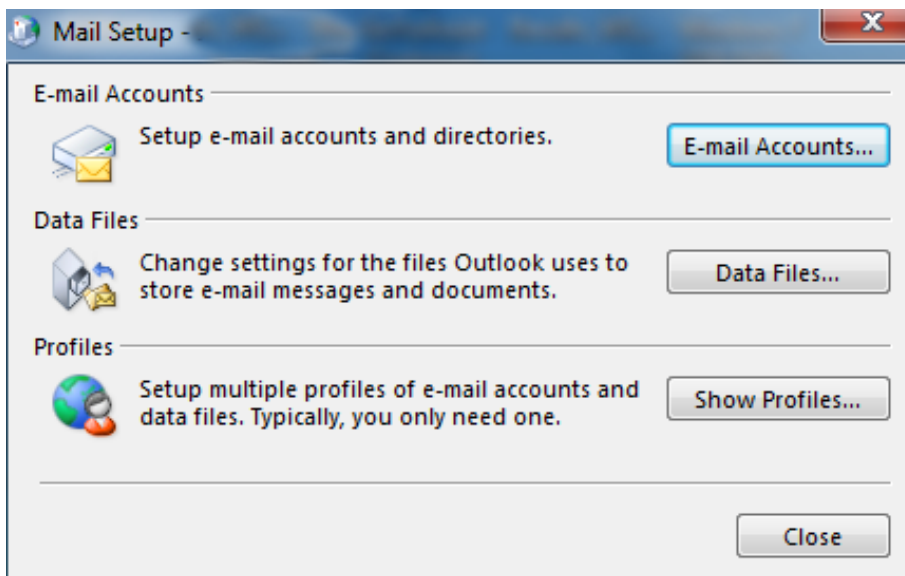 Mail Setup -
E-mail Accounts
Setup e-mail accounts and directories.
E-mail Accounts...
Data Files
Change settings for the files Outlook uses to
store e-mail messages and documents.
Data Files...
Profiles
Setup multiple profiles of e-mail accounts and
data files. Typically, you only need one.
Show Profiles...
Close